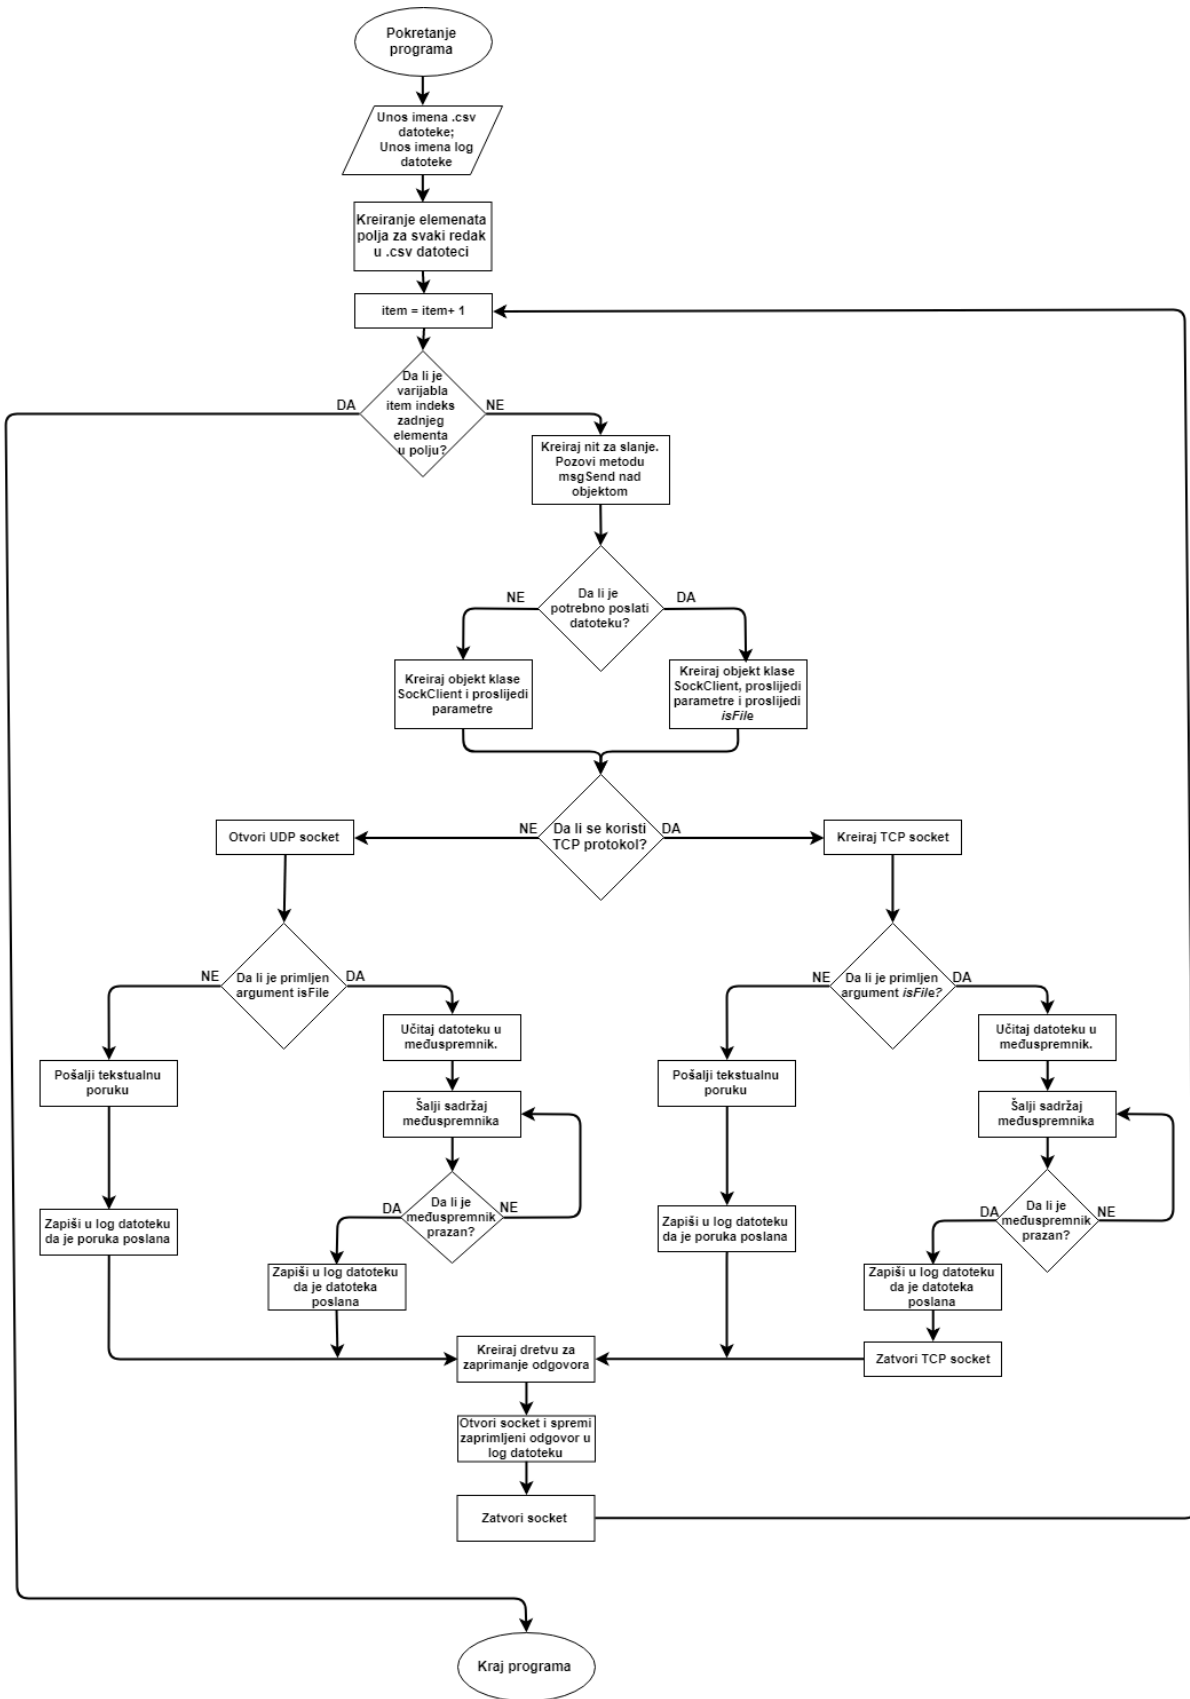 Pokretanje
programa
Unos imena .csv
datoteke;
Unos imena log
datoteke
Kreiranje elemenata
polja za svaki redak
u .csv datoteci
item = item+ 1
Da li je
varijabla
item indeks
zadnjeg
elementa
u polju?
DA
NE
Kreiraj nit za slanje.
Pozovi metodu
msgSend nad
objektom
Da li je
potrebno poslati
datoteku?
NE
DA
Kreiraj objekt klase
SockClient i proslijedi
parametre
Kreiraj objekt klase
SockClient, proslijedi
parametre i proslijedi
isFile
Da li se koristi
TCP protokol?
NE
DA
Otvori UDP socket
Kreiraj TCP socket
Da li je primljen
argument isFile
NE
DA
Da li je primljen
argument isFile?
NE
DA
Učitaj datoteku u
međuspremnik.
Učitaj datoteku u
međuspremnik.
Pošalji tekstualnu
poruku
Šalji sadržaj
međuspremnika
Pošalji tekstualnu
poruku
Šalji sadržaj
međuspremnika
Da li je
međuspremnik
prazan?
DA
NE
Da li je
međuspremnik
prazan?
DA
NE
Zapiši u log datoteku
da je poruka poslana
Zapiši u log datoteku
da je datoteka
poslana
Zapiši u log datoteku
da je poruka poslana
Zapiši u log datoteku
da je datoteka
poslana
Kreiraj dretvu za
zaprimanje odgovora
Zatvori TCP socket
Otvori socket i spremi
zaprimljeni odgovor u
log datoteku
Zatvori socket
Kraj programa